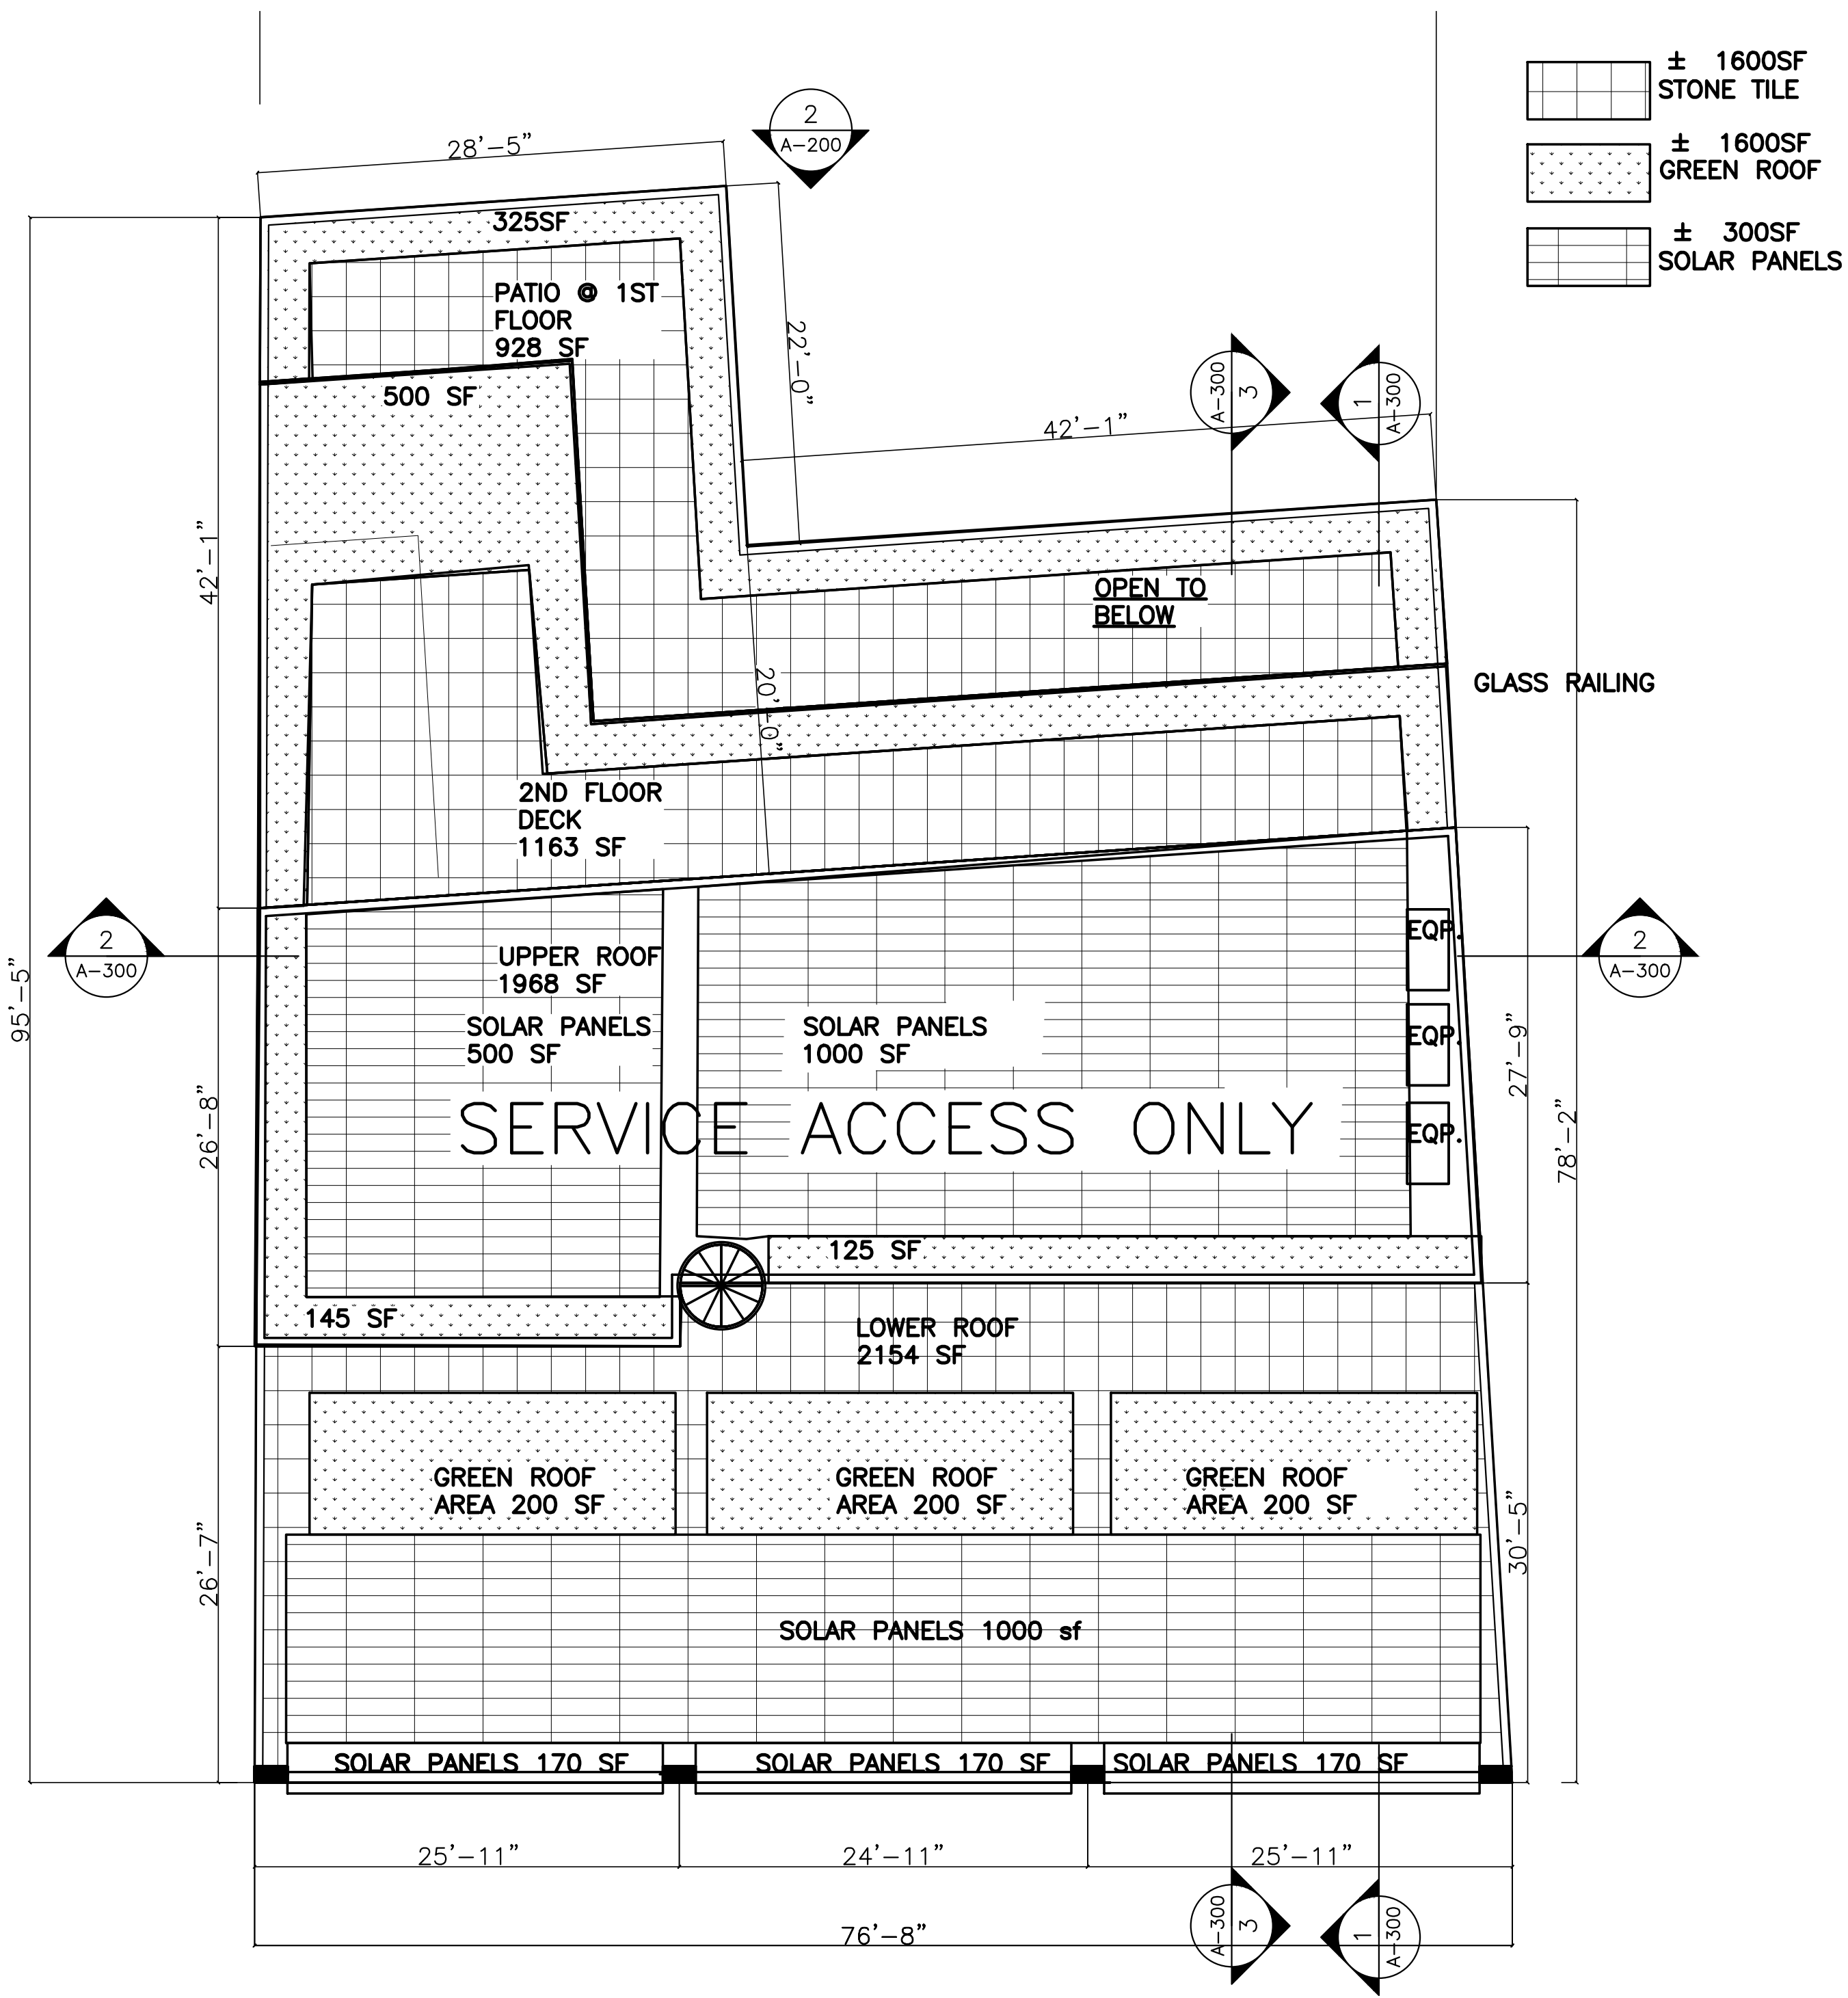 ± 1600SF
STONE TILE
± 1600SF
GREEN ROOF
± 300SF
SOLAR PANELS
2
A-200
28'-5"
325SF
PATIO @ 1ST
FLOOR
928 SF
22'-0"
500 SF
A-300
3
1
A-300
42'-1"
42'-1"
OPEN TO
BELOW
GLASS RAILING
20'-0"
2ND FLOOR
DECK
1163 SF
2
A-300
2
A-300
95'-5"
UPPER ROOF
1968 SF
EQP.
SOLAR PANELS
500 SF
SOLAR PANELS
1000 SF
EQP.
27'-9"
SERVICE ACCESS ONLY
EQP.
26'-8"
78'-2"
125 SF
145 SF
LOWER ROOF
2154 SF
GREEN ROOF
AREA 200 SF
GREEN ROOF
AREA 200 SF
GREEN ROOF
AREA 200 SF
26'-7"
30'-5"
SOLAR PANELS 1000 sf
SOLAR PANELS 170 SF
SOLAR PANELS 170 SF
SOLAR PANELS 170 SF
25'-11"
24'-11"
25'-11"
76'-8"
A-300
3
1
A-300